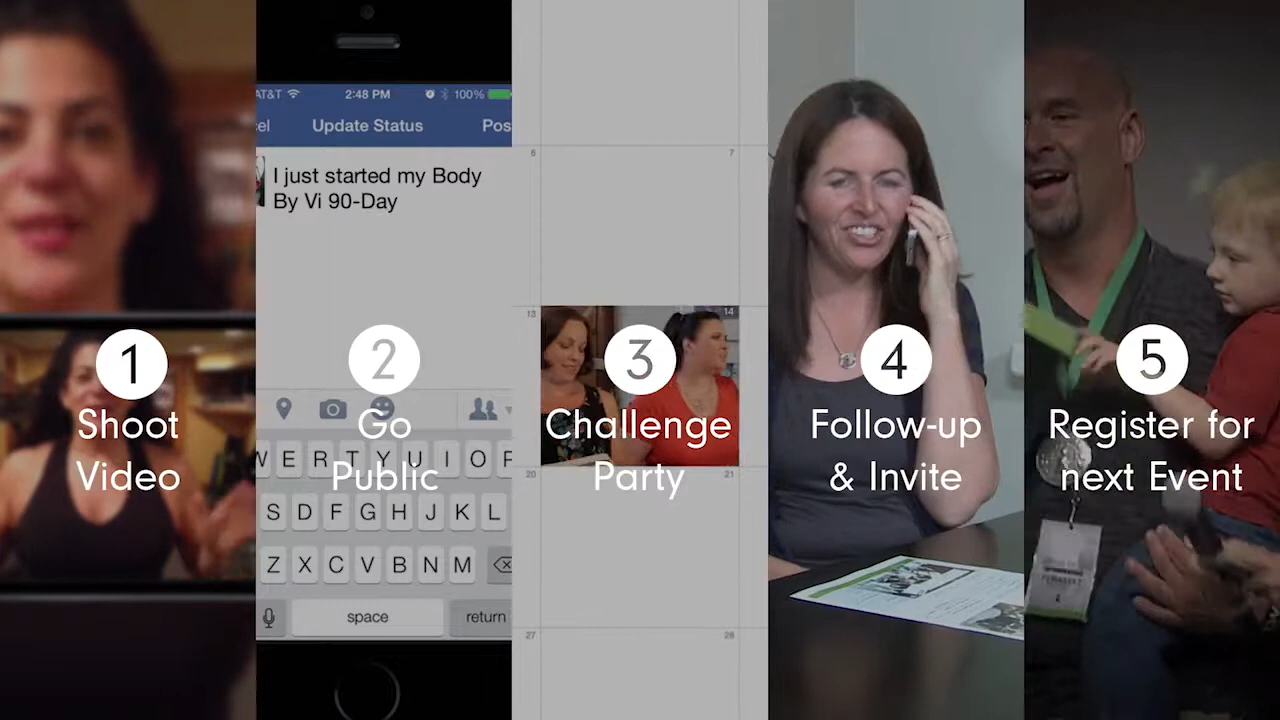 1
Shoot
Video
AT&T 2:48 PM 100%
cel Update Status Pos
I just started my Body
By Vi 90-Day
2
Go
Public
W E R T Y U I O P
S D F G H J K L
Z X C V B N M
space return
6 7
13 14
3
Challenge
Party
20 21
27 28
4
Follow-up
& Invite
5
Register for
next Event